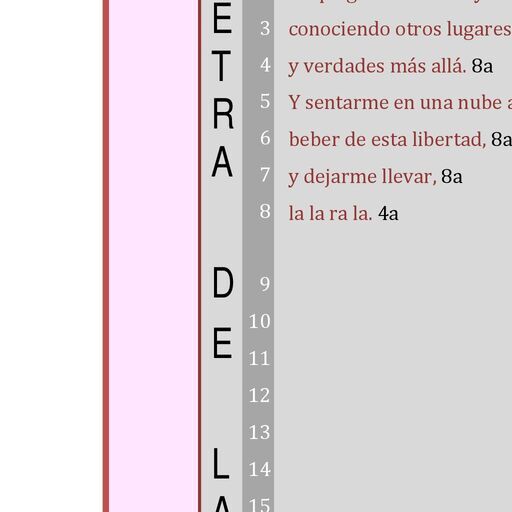 E
T
R
A
D
E
L
3 conociendo otros lugares
4 y verdades más allá. 8a
5 Y sentarme en una nube a
6 beber de esta libertad, 8a
7 y dejarme llevar, 8a
8 la la ra la. 4a
9
10
11
12
13
14
15